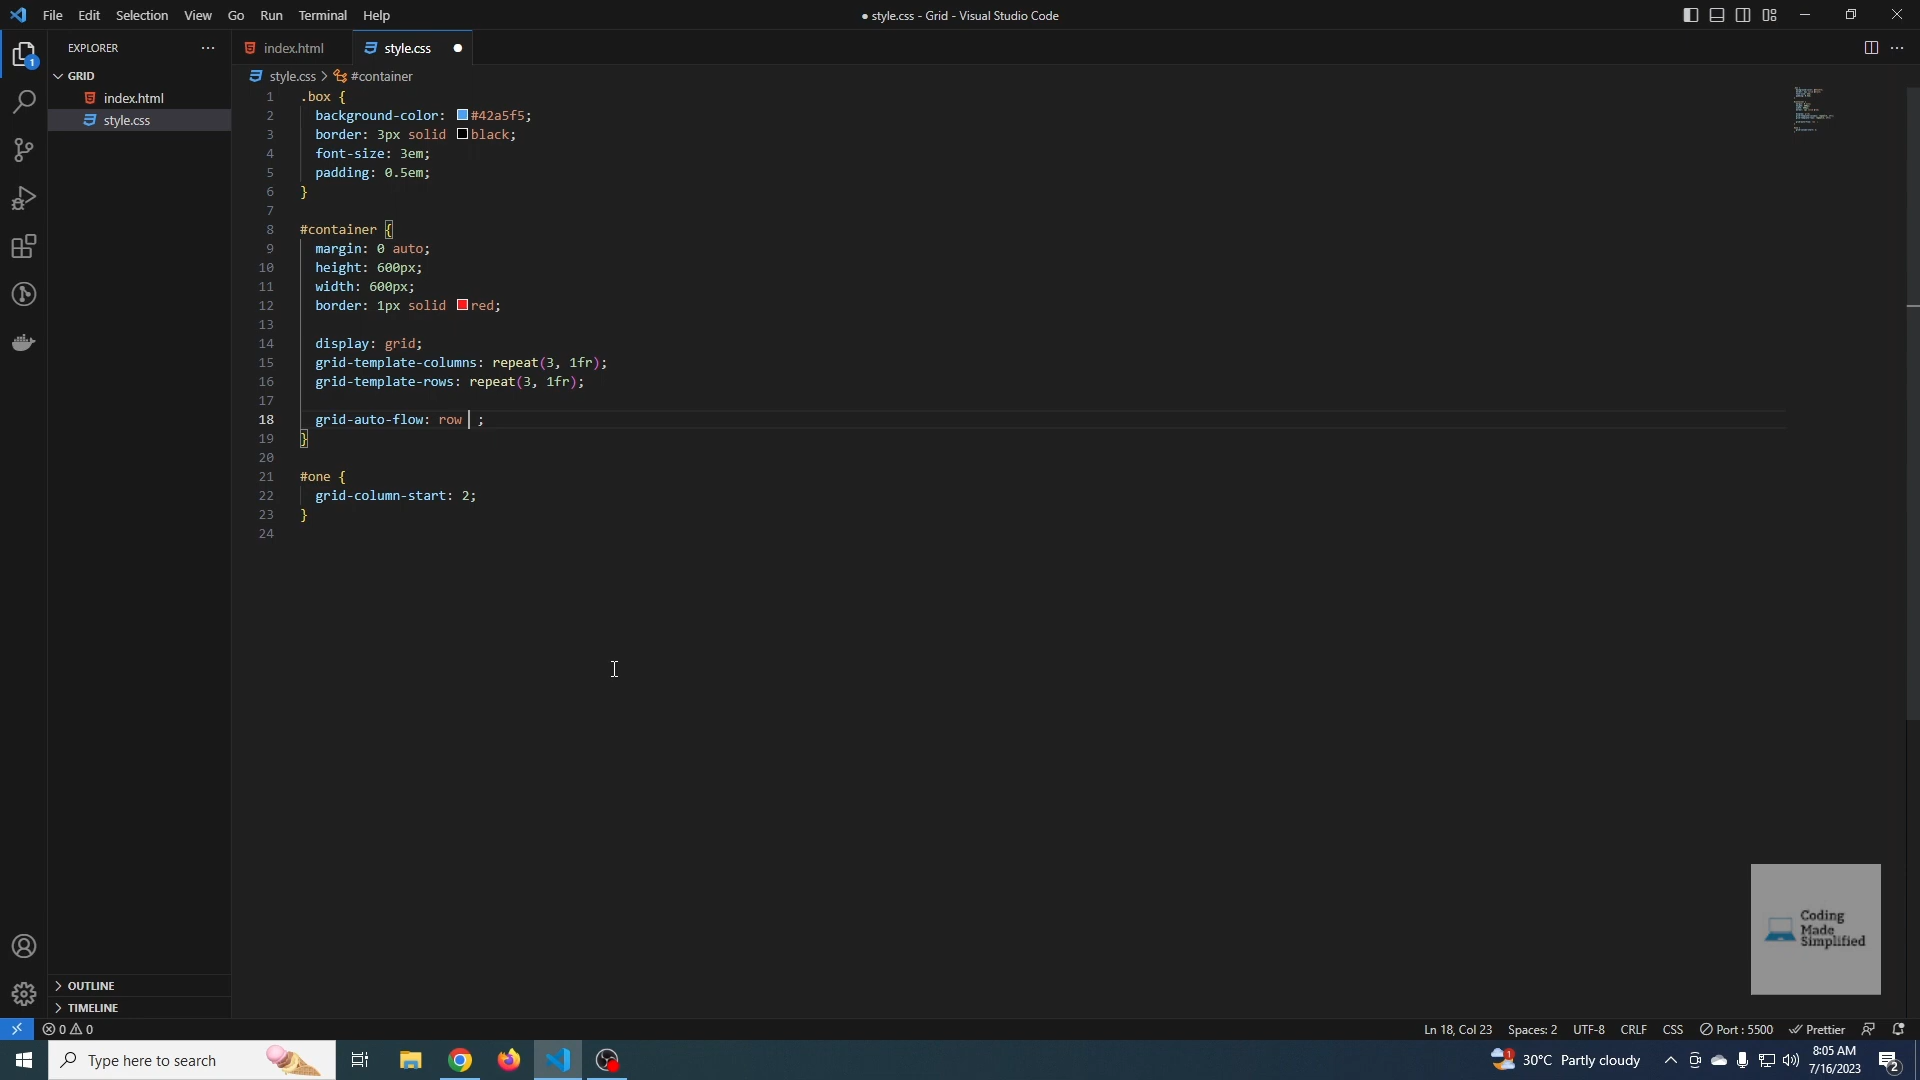 File Edit Selection View Go Run Terminal Help
● style.css - Grid - Visual Studio Code
EXPLORER
GRID
index.html
style.css
OUTLINE
TIMELINE
index.html style.css
style.css > #container
1 .box {
2 background-color: #42a5f5;
3 border: 3px solid black;
4 font-size: 3em;
5 padding: 0.5em;
6 }
7
8 #container {
9 margin: 0 auto;
10 height: 600px;
11 width: 600px;
12 border: 1px solid red;
13
14 display: grid;
15 grid-template-columns: repeat(3, 1fr);
16 grid-template-rows: repeat(3, 1fr);
17
18 grid-auto-flow: row ;
19 }
20
21 #one {
22 grid-column-start: 2;
23 }
24
Coding
Made
Simplified
0 0
Ln 18, Col 23 Spaces: 2 UTF-8 CRLF CSS Port : 5500 Prettier
Type here to search
30°C Partly cloudy
8:05 AM
7/16/2023
1
2